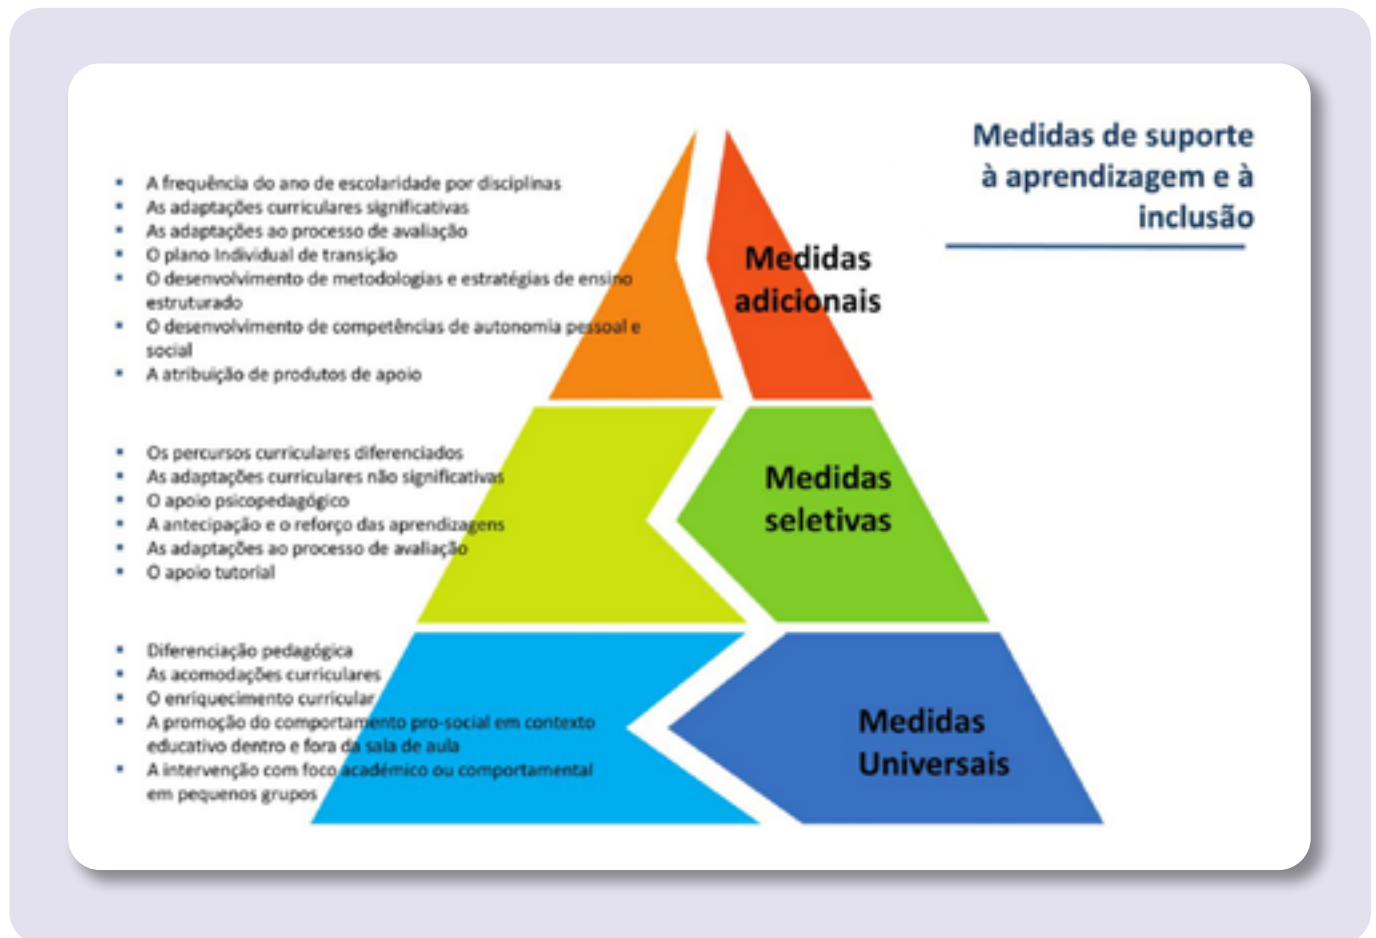 Medidas de suporte
à aprendizagem e à
inclusão
A frequência do ano de escolaridade por disciplinas
As adaptações curriculares significativas
As adaptações ao processo de avaliação
O plano Individual de transição
O desenvolvimento de metodologias e estratégias de ensino
estruturado
O desenvolvimento de competências de autonomia pessoal e
social
A atribuição de produtos de apoio
Medidas
adicionais
Os percursos curriculares diferenciados
As adaptações curriculares não significativas
O apoio psicopedagógico
A antecipação e o reforço das aprendizagens
As adaptações ao processo de avaliação
O apoio tutorial
Medidas
seletivas
Diferenciação pedagógica
As acomodações curriculares
O enriquecimento curricular
A promoção do comportamento pro-social em contexto
educativo dentro e fora da sala de aula
A intervenção com foco académico ou comportamental
em pequenos grupos
Medidas
Universais